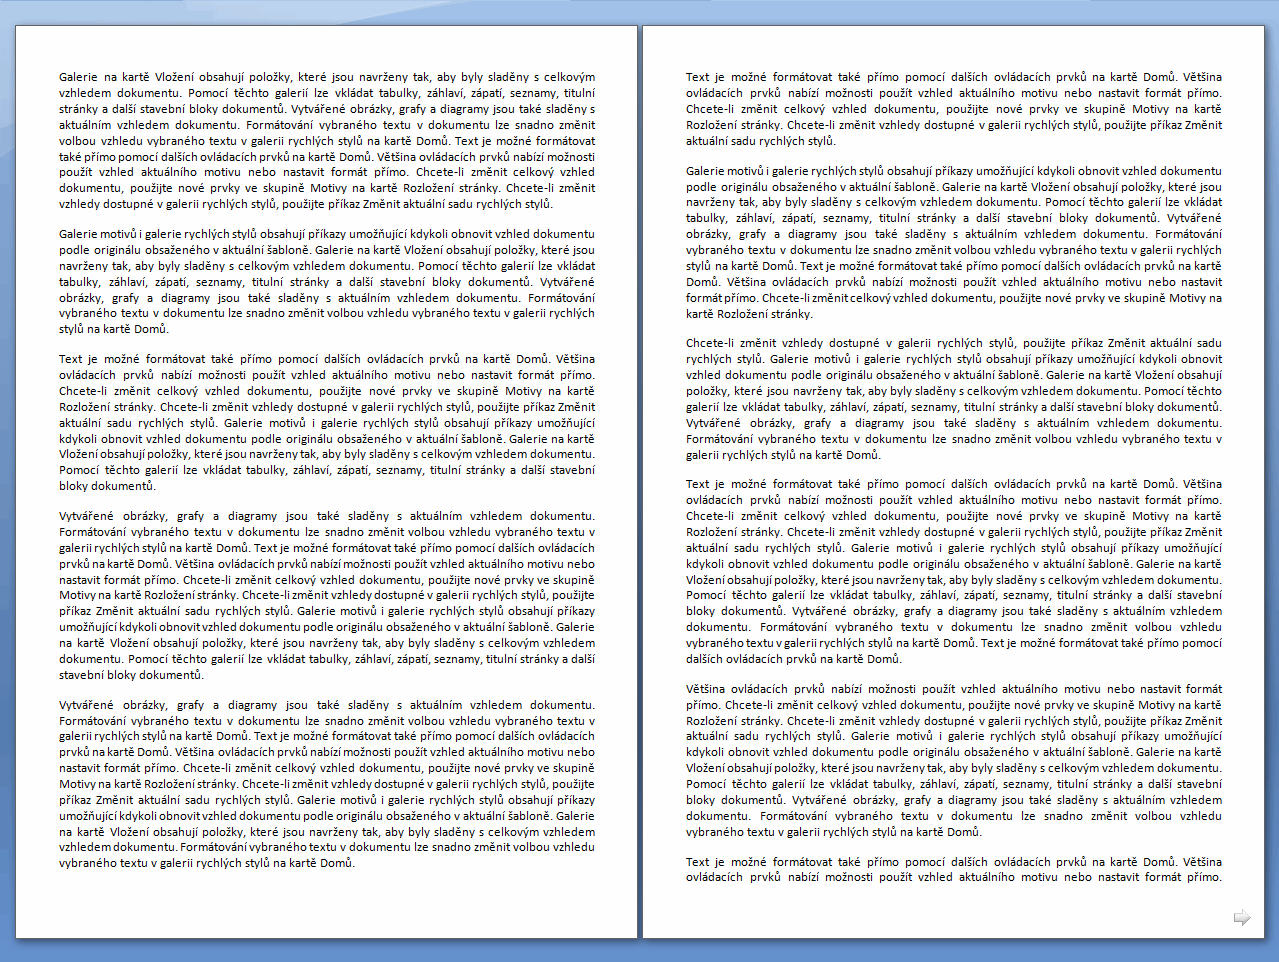 Galerie na kartě Vložení obsahují položky, které jsou navrženy tak, aby byly sladěny s celkovým
vzhledem dokumentu. Pomocí těchto galerií lze vkládat tabulky, záhlaví, zápatí, seznamy, titulní
stránky a další stavební bloky dokumentů. Vytvářené obrázky, grafy a diagramy jsou také sladěny s
aktuálním vzhledem dokumentu. Formátování vybraného textu v dokumentu lze snadno změnit
volbou vzhledu vybraného textu v galerii rychlých stylů na kartě Domů. Text je možné formátovat
také přímo pomocí dalších ovládacích prvků na kartě Domů. Většina ovládacích prvků nabízí možnosti
použít vzhled aktuálního motivu nebo nastavit formát přímo. Chcete-li změnit celkový vzhled
dokumentu, použijte nové prvky ve skupině Motivy na kartě Rozložení stránky. Chcete-li změnit
vzhledy dostupné v galerii rychlých stylů, použijte příkaz Změnit aktuální sadu rychlých stylů.
Galerie motivů i galerie rychlých stylů obsahují příkazy umožňující kdykoli obnovit vzhled dokumentu
podle originálu obsaženého v aktuální šabloně. Galerie na kartě Vložení obsahují položky, které jsou
navrženy tak, aby byly sladěny s celkovým vzhledem dokumentu. Pomocí těchto galerií lze vkládat
tabulky, záhlaví, zápatí, seznamy, titulní stránky a další stavební bloky dokumentů. Vytvářené
obrázky, grafy a diagramy jsou také sladěny s aktuálním vzhledem dokumentu. Formátování
vybraného textu v dokumentu lze snadno změnit volbou vzhledu vybraného textu v galerii rychlých
stylů na kartě Domů.
Text je možné formátovat také přímo pomocí dalších ovládacích prvků na kartě Domů. Většina
ovládacích prvků nabízí možnosti použít vzhled aktuálního motivu nebo nastavit formát přímo.
Chcete-li změnit celkový vzhled dokumentu, použijte nové prvky ve skupině Motivy na kartě
Rozložení stránky. Chcete-li změnit vzhledy dostupné v galerii rychlých stylů, použijte příkaz Změnit
aktuální sadu rychlých stylů. Galerie motivů i galerie rychlých stylů obsahují příkazy umožňující
kdykoli obnovit vzhled dokumentu podle originálu obsaženého v aktuální šabloně. Galerie na kartě
Vložení obsahují položky, které jsou navrženy tak, aby byly sladěny s celkovým vzhledem dokumentu.
Pomocí těchto galerií lze vkládat tabulky, záhlaví, zápatí, seznamy, titulní stránky a další stavební
bloky dokumentů.
Vytvářené obrázky, grafy a diagramy jsou také sladěny s aktuálním vzhledem dokumentu.
Formátování vybraného textu v dokumentu lze snadno změnit volbou vzhledu vybraného textu v
galerii rychlých stylů na kartě Domů. Text je možné formátovat také přímo pomocí dalších ovládacích
prvků na kartě Domů. Většina ovládacích prvků nabízí možnosti použít vzhled aktuálního motivu nebo
nastavit formát přímo. Chcete-li změnit celkový vzhled dokumentu, použijte nové prvky ve skupině
Motivy na kartě Rozložení stránky. Chcete-li změnit vzhledy dostupné v galerii rychlých stylů, použijte
příkaz Změnit aktuální sadu rychlých stylů. Galerie motivů i galerie rychlých stylů obsahují příkazy
umožňující kdykoli obnovit vzhled dokumentu podle originálu obsaženého v aktuální šabloně. Galerie
na kartě Vložení obsahují položky, které jsou navrženy tak, aby byly sladěny s celkovým vzhledem
dokumentu. Pomocí těchto galerií lze vkládat tabulky, záhlaví, zápatí, seznamy, titulní stránky a další
stavební bloky dokumentů.
Vytvářené obrázky, grafy a diagramy jsou také sladěny s aktuálním vzhledem dokumentu.
Formátování vybraného textu v dokumentu lze snadno změnit volbou vzhledu vybraného textu v
galerii rychlých stylů na kartě Domů. Text je možné formátovat také přímo pomocí dalších ovládacích
prvků na kartě Domů. Většina ovládacích prvků nabízí možnosti použít vzhled aktuálního motivu nebo
nastavit formát přímo. Chcete-li změnit celkový vzhled dokumentu, použijte nové prvky ve skupině
Motivy na kartě Rozložení stránky. Chcete-li změnit vzhledy dostupné v galerii rychlých stylů, použijte
příkaz Změnit aktuální sadu rychlých stylů. Galerie motivů i galerie rychlých stylů obsahují příkazy
umožňující kdykoli obnovit vzhled dokumentu podle originálu obsaženého v aktuální šabloně. Galerie
na kartě Vložení obsahují položky, které jsou navrženy tak, aby byly sladěny s celkovým vzhledem
vzhledem dokumentu. Formátování vybraného textu v dokumentu lze snadno změnit volbou vzhledu
vybraného textu v galerii rychlých stylů na kartě Domů.
Text je možné formátovat také přímo pomocí dalších ovládacích prvků na kartě Domů. Většina
ovládacích prvků nabízí možnosti použít vzhled aktuálního motivu nebo nastavit formát přímo.
Chcete-li změnit celkový vzhled dokumentu, použijte nové prvky ve skupině Motivy na kartě
Rozložení stránky. Chcete-li změnit vzhledy dostupné v galerii rychlých stylů, použijte příkaz Změnit
aktuální sadu rychlých stylů.
Galerie motivů i galerie rychlých stylů obsahují příkazy umožňující kdykoli obnovit vzhled dokumentu
podle originálu obsaženého v aktuální šabloně. Galerie na kartě Vložení obsahují položky, které jsou
navrženy tak, aby byly sladěny s celkovým vzhledem dokumentu. Pomocí těchto galerií lze vkládat
tabulky, záhlaví, zápatí, seznamy, titulní stránky a další stavební bloky dokumentů. Vytvářené
obrázky, grafy a diagramy jsou také sladěny s aktuálním vzhledem dokumentu. Formátování
vybraného textu v dokumentu lze snadno změnit volbou vzhledu vybraného textu v galerii rychlých
stylů na kartě Domů. Text je možné formátovat také přímo pomocí dalších ovládacích prvků na kartě
Domů. Většina ovládacích prvků nabízí možnosti použít vzhled aktuálního motivu nebo nastavit
formát přímo. Chcete-li změnit celkový vzhled dokumentu, použijte nové prvky ve skupině Motivy na
kartě Rozložení stránky.
Chcete-li změnit vzhledy dostupné v galerii rychlých stylů, použijte příkaz Změnit aktuální sadu
rychlých stylů. Galerie motivů i galerie rychlých stylů obsahují příkazy umožňující kdykoli obnovit
vzhled dokumentu podle originálu obsaženého v aktuální šabloně. Galerie na kartě Vložení obsahují
položky, které jsou navrženy tak, aby byly sladěny s celkovým vzhledem dokumentu. Pomocí těchto
galerií lze vkládat tabulky, záhlaví, zápatí, seznamy, titulní stránky a další stavební bloky dokumentů.
Vytvářené obrázky, grafy a diagramy jsou také sladěny s aktuálním vzhledem dokumentu.
Formátování vybraného textu v dokumentu lze snadno změnit volbou vzhledu vybraného textu v
galerii rychlých stylů na kartě Domů.
Text je možné formátovat také přímo pomocí dalších ovládacích prvků na kartě Domů. Většina
ovládacích prvků nabízí možnosti použít vzhled aktuálního motivu nebo nastavit formát přímo.
Chcete-li změnit celkový vzhled dokumentu, použijte nové prvky ve skupině Motivy na kartě
Rozložení stránky. Chcete-li změnit vzhledy dostupné v galerii rychlých stylů, použijte příkaz Změnit
aktuální sadu rychlých stylů. Galerie motivů i galerie rychlých stylů obsahují příkazy umožňující
kdykoli obnovit vzhled dokumentu podle originálu obsaženého v aktuální šabloně. Galerie na kartě
Vložení obsahují položky, které jsou navrženy tak, aby byly sladěny s celkovým vzhledem dokumentu.
Pomocí těchto galerií lze vkládat tabulky, záhlaví, zápatí, seznamy, titulní stránky a další stavební
bloky dokumentů. Vytvářené obrázky, grafy a diagramy jsou také sladěny s aktuálním vzhledem
dokumentu. Formátování vybraného textu v dokumentu lze snadno změnit volbou vzhledu
vybraného textu v galerii rychlých stylů na kartě Domů. Text je možné formátovat také přímo pomocí
dalších ovládacích prvků na kartě Domů.
Většina ovládacích prvků nabízí možnosti použít vzhled aktuálního motivu nebo nastavit formát
přímo. Chcete-li změnit celkový vzhled dokumentu, použijte nové prvky ve skupině Motivy na kartě
Rozložení stránky. Chcete-li změnit vzhledy dostupné v galerii rychlých stylů, použijte příkaz Změnit
aktuální sadu rychlých stylů. Galerie motivů i galerie rychlých stylů obsahují příkazy umožňující
kdykoli obnovit vzhled dokumentu podle originálu obsaženého v aktuální šabloně. Galerie na kartě
Vložení obsahují položky, které jsou navrženy tak, aby byly sladěny s celkovým vzhledem dokumentu.
Pomocí těchto galerií lze vkládat tabulky, záhlaví, zápatí, seznamy, titulní stránky a další stavební
bloky dokumentů. Vytvářené obrázky, grafy a diagramy jsou také sladěny s aktuálním vzhledem
dokumentu. Formátování vybraného textu v dokumentu lze snadno změnit volbou vzhledu
vybraného textu v galerii rychlých stylů na kartě Domů.
Text je možné formátovat také přímo pomocí dalších ovládacích prvků na kartě Domů. Většina
ovládacích prvků nabízí možnosti použít vzhled aktuálního motivu nebo nastavit formát přímo.